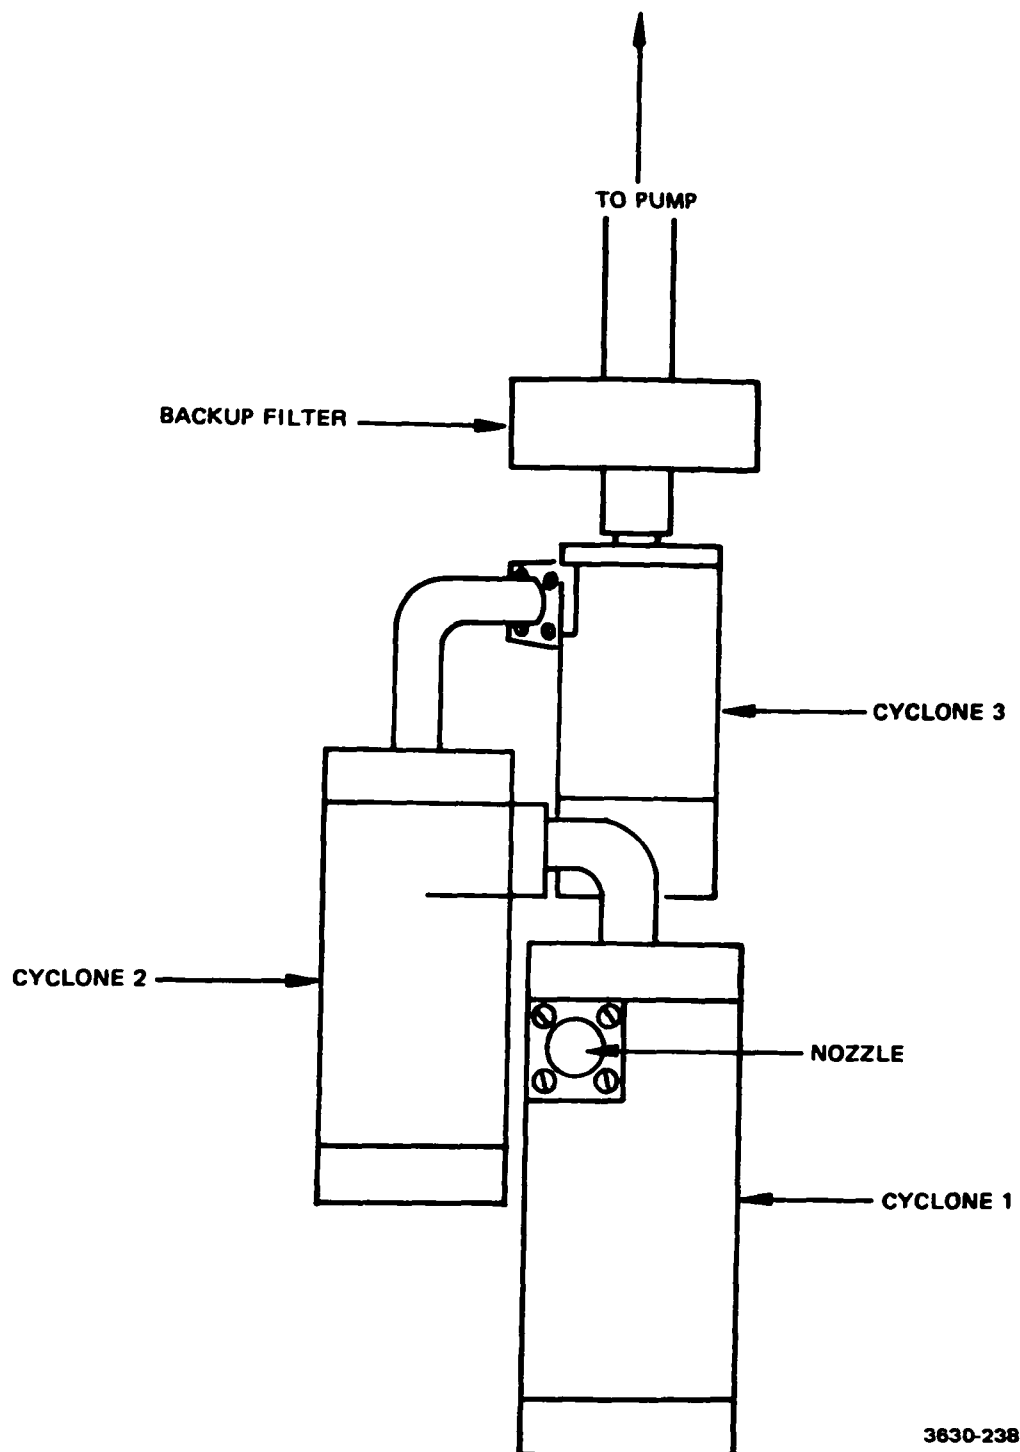 TO PUMP
BACKUP FILTER
CYCLONE 3
CYCLONE 2
NOZZLE
CYCLONE 1
3630-238